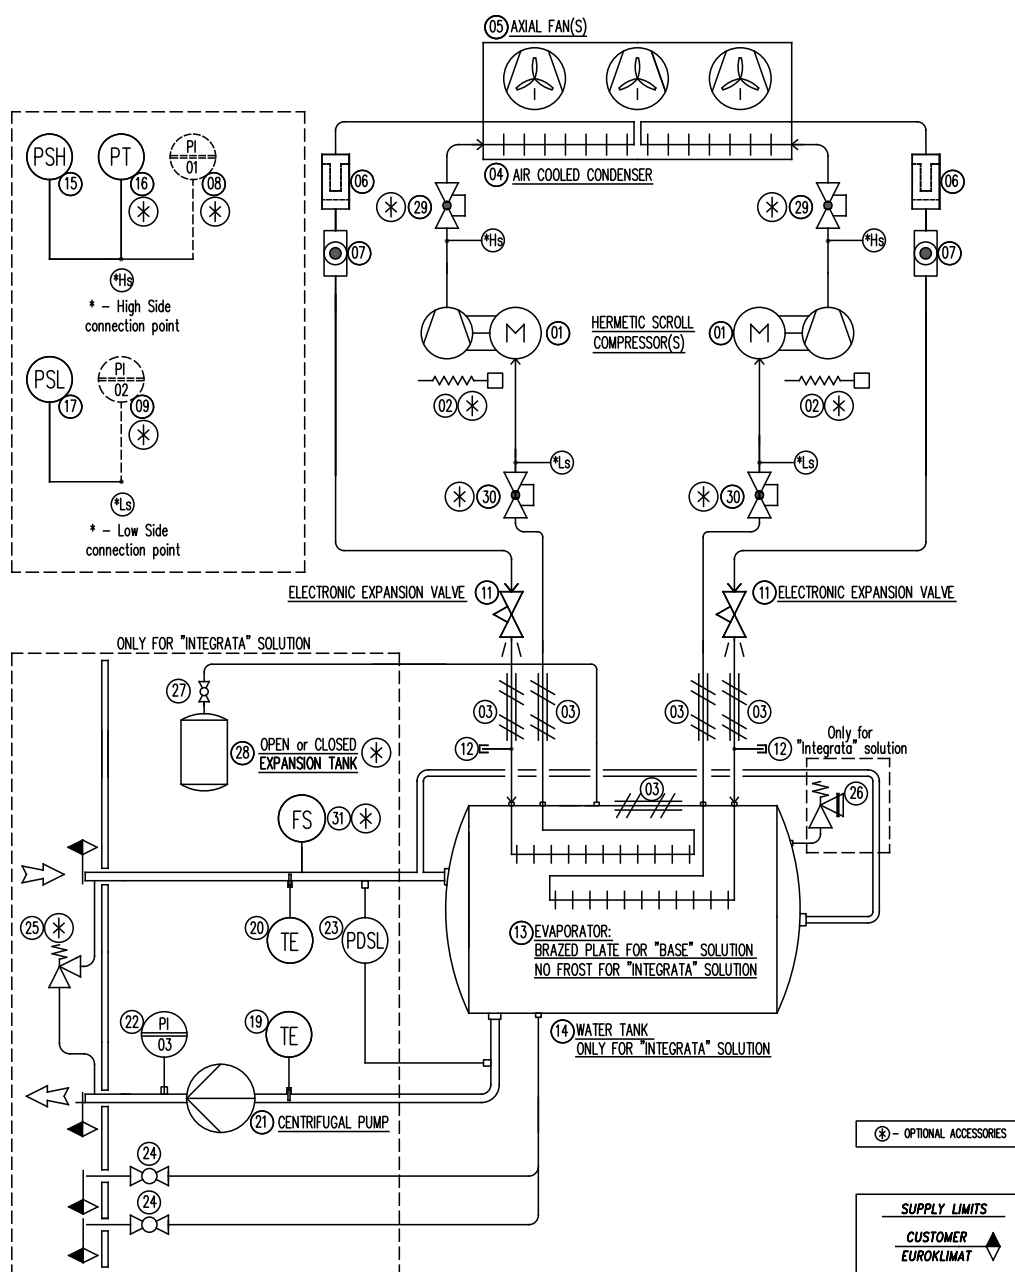 05 AXIAL FAN(S)
PSH
PT
PI
01
15
16
08
*Hs
* - High Side
connection point
PSL
PI
02
17
09
*Ls
* - Low Side
connection point
06
06
04 AIR COOLED CONDENSER
29
29
*Hs
*Hs
07
07
M
01
HERMETIC SCROLL
COMPRESSOR(S)
01
M
02
02
*Ls
*Ls
30
30
ELECTRONIC EXPANSION VALVE 11
11 ELECTRONIC EXPANSION VALVE
ONLY FOR "INTEGRATA" SOLUTION
27
03
03
03
03
28 OPEN or CLOSED
EXPANSION TANK
12
12
Only for
"Integrata" solution
03
26
FS
31
25
20
TE
23
PDSL
13 EVAPORATOR:
BRAZED PLATE FOR "BASE" SOLUTION
NO FROST FOR "INTEGRATA" SOLUTION
22
PI
03
19
TE
14 WATER TANK
ONLY FOR "INTEGRATA" SOLUTION
21 CENTRIFUGAL PUMP
24
24
- OPTIONAL ACCESSORIES
SUPPLY LIMITS
CUSTOMER
EUROKLIMAT